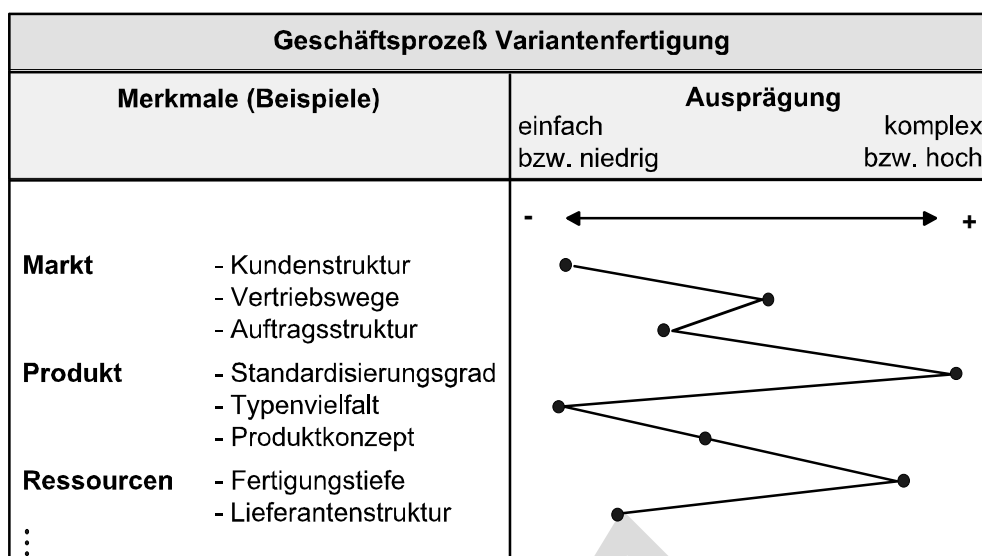 Geschäftsprozeß Variantenfertigung
Merkmale (Beispiele)
Ausprägung
einfach
bzw. niedrig
komplex
bzw. hoch
- +
Markt - Kundenstruktur
- Vertriebswege
- Auftragsstruktur
Produkt - Standardisierungsgrad
- Typenvielfalt
- Produktkonzept
Ressourcen - Fertigungstiefe
- Lieferantenstruktur